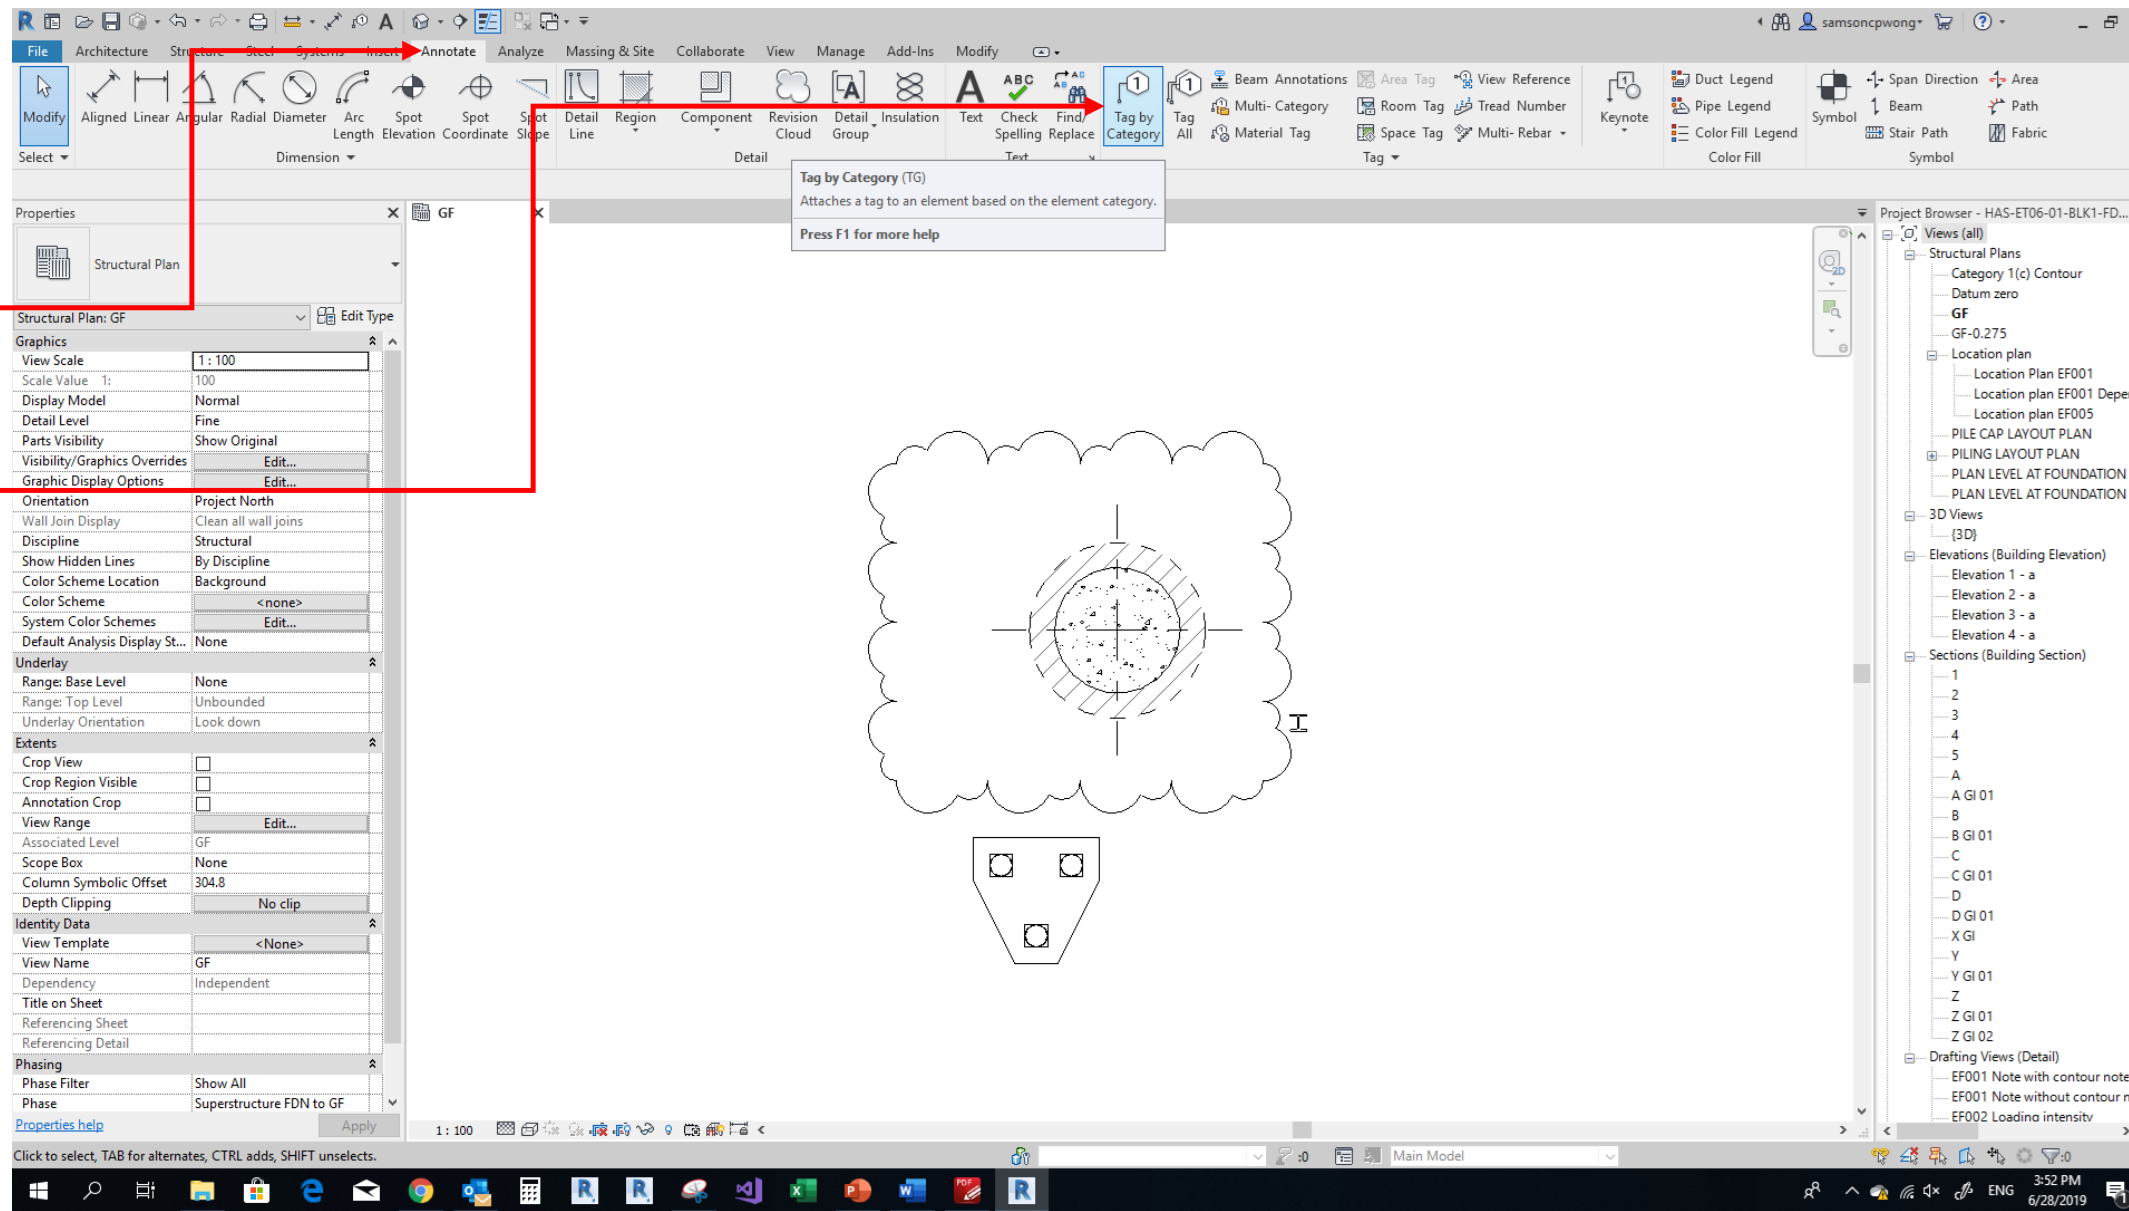 samsoncpwong
File Architecture Structure Steel Systems Insert Annotate Analyze Massing & Site Collaborate View Manage Add-Ins Modify
Modify
Aligned Linear Angular Radial Diameter Arc Length Spot Elevation Spot Coordinate Spot Slope
Detail Line Region Component Revision Cloud Detail Group Insulation
Text Check Spelling Find/ Replace
Tag by Category Tag All
Beam Annotations Area Tag View Reference
Multi- Category Room Tag Tread Number
Material Tag Space Tag Multi- Rebar
Keynote
Duct Legend
Pipe Legend
Color Fill Legend
Symbol
Span Direction Area
Beam Path
Stair Path Fabric
Select Dimension Detail Text Tag Color Fill Symbol
Tag by Category (TG)
Attaches a tag to an element based on the element category.
Press F1 for more help
Properties
GF
Structural Plan
Structural Plan: GF Edit Type
Graphics
View Scale 1 : 100
Scale Value 1: 100
Display Model Normal
Detail Level Fine
Parts Visibility Show Original
Visibility/Graphics Overrides Edit...
Graphic Display Options Edit...
Orientation Project North
Wall Join Display Clean all wall joins
Discipline Structural
Show Hidden Lines By Discipline
Color Scheme Location Background
Color Scheme <none>
System Color Schemes Edit...
Default Analysis Display St... None
Underlay
Range: Base Level None
Range: Top Level Unbounded
Underlay Orientation Look down
Extents
Crop View
Crop Region Visible
Annotation Crop
View Range Edit...
Associated Level GF
Scope Box None
Column Symbolic Offset 304.8
Depth Clipping No clip
Identity Data
View Template <None>
View Name GF
Dependency Independent
Title on Sheet
Referencing Sheet
Referencing Detail
Phasing
Phase Filter Show All
Phase Superstructure FDN to GF
Properties help Apply
2D
1 : 100
Project Browser - HAS-ET06-01-BLK1-FD...
Views (all)
Structural Plans
Category 1(c) Contour
Datum zero
GF
GF-0.275
Location plan
Location Plan EF001
Location plan EF001 Depe
Location plan EF005
PILE CAP LAYOUT PLAN
PILING LAYOUT PLAN
PLAN LEVEL AT FOUNDATION
PLAN LEVEL AT FOUNDATION
3D Views
{3D}
Elevations (Building Elevation)
Elevation 1 - a
Elevation 2 - a
Elevation 3 - a
Elevation 4 - a
Sections (Building Section)
1
2
3
4
5
A
A GI 01
B
B GI 01
C
C GI 01
D
D GI 01
X GI
Y
Y GI 01
Z
Z GI 01
Z GI 02
Drafting Views (Detail)
EF001 Note with contour note
EF001 Note without contour n
EF002 Loading intensity
Click to select, TAB for alternates, CTRL adds, SHIFT unselects.
:0
Main Model
:0
ENG
3:52 PM
6/28/2019